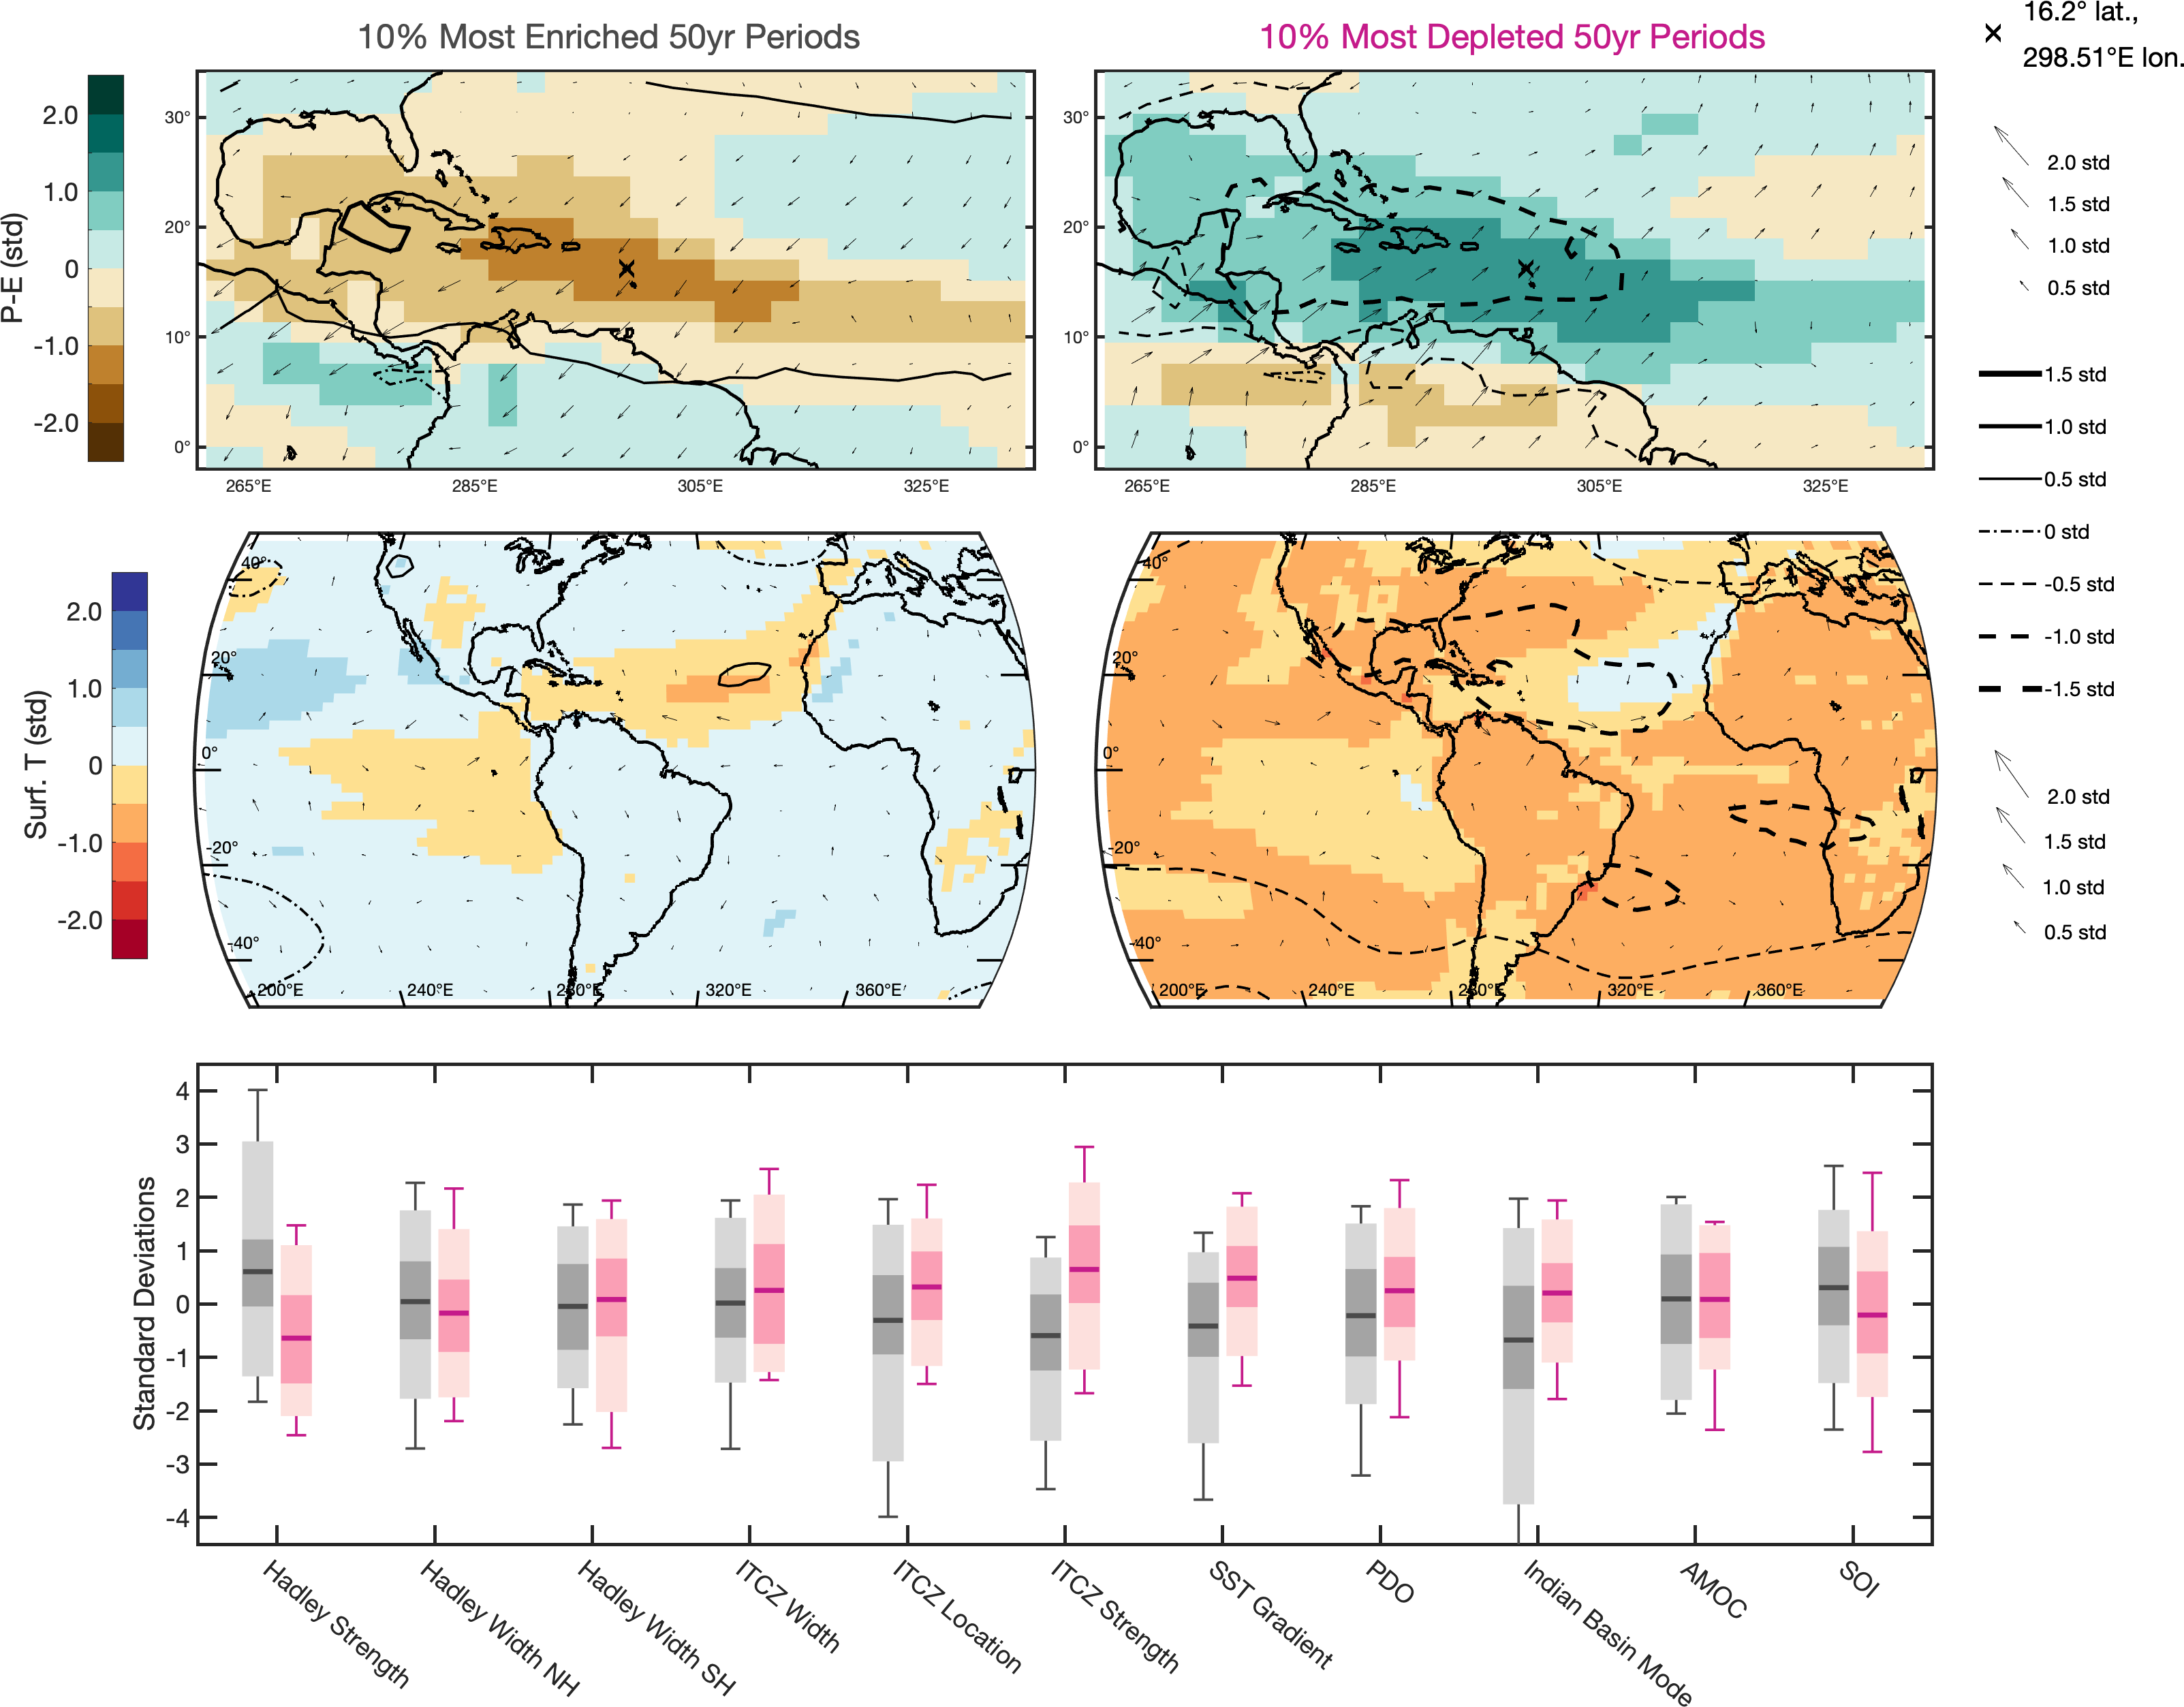 10% Most Enriched 50yr Periods
10% Most Depleted 50yr Periods
16.2° lat.,
298.51°E lon.
P-E (std)
2.0
1.0
0
-1.0
-2.0
30°
20°
10°
0°
265°E
285°E
305°E
325°E
30°
20°
10°
0°
265°E
285°E
305°E
325°E
2.0 std
1.5 std
1.0 std
0.5 std
1.5 std
1.0 std
0.5 std
0 std
-0.5 std
-1.0 std
-1.5 std
Surf. T (std)
2.0
1.0
0
-1.0
-2.0
40°
20°
0°
-20°
-40°
200°E
240°E
280°E
320°E
360°E
40°
20°
0°
-20°
-40°
200°E
240°E
280°E
320°E
360°E
2.0 std
1.5 std
1.0 std
0.5 std
Standard Deviations
4
3
2
1
0
-1
-2
-3
-4
Hadley Strength
Hadley Width NH
Hadley Width SH
ITCZ Width
ITCZ Location
ITCZ Strength
SST Gradient
PDO
Indian Basin Mode
AMOC
SOI